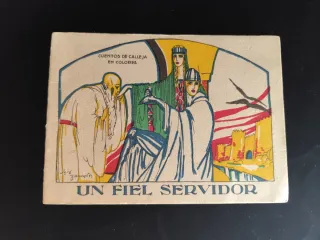 CUENTOS DE CALLEJA
EN COLORES
UN FIEL SERVIDOR